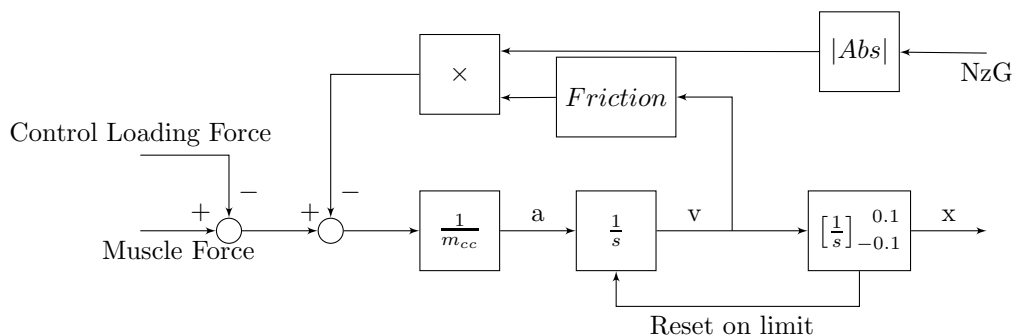 |Abs|
NzG
×
Friction
Control Loading Force
−
−
+
+
Muscle Force
1
m_cc
a
1
s
v
[1/s] 0.1 −0.1
x
Reset on limit